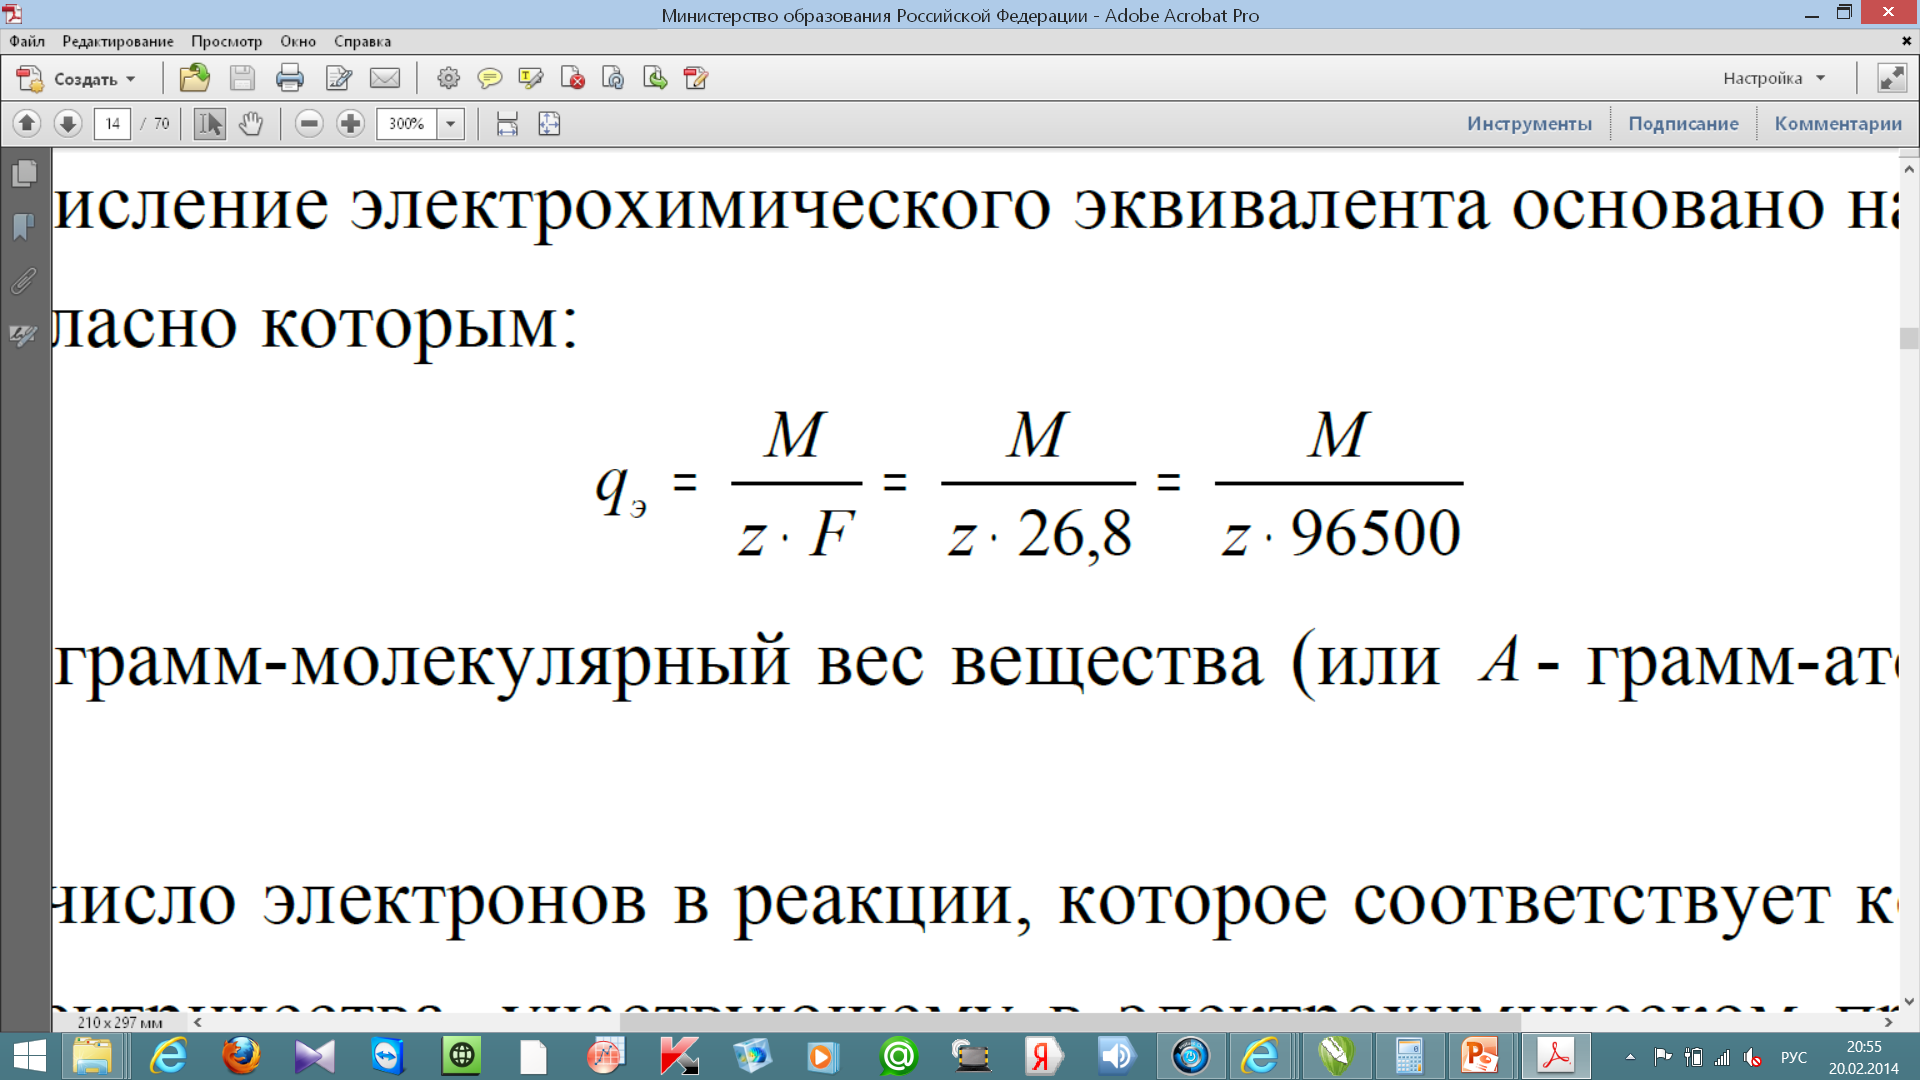 Министерство образования Российской Федерации - Adobe Acrobat Pro
Файл Редактирование Просмотр Окно Справка
Создать Настройка
14 / 70 300% Инструменты Подписание Комментарии
исление электрохимического эквивалента основано на
ласно которым:
qэ = M / (z · F) = M / (z · 26,8) = M / (z · 96500)
грамм-молекулярный вес вещества (или A - грамм-ат
число электронов в реакции, которое соответствует к
210 x 297 мм
РУС 20:55
20.02.2014